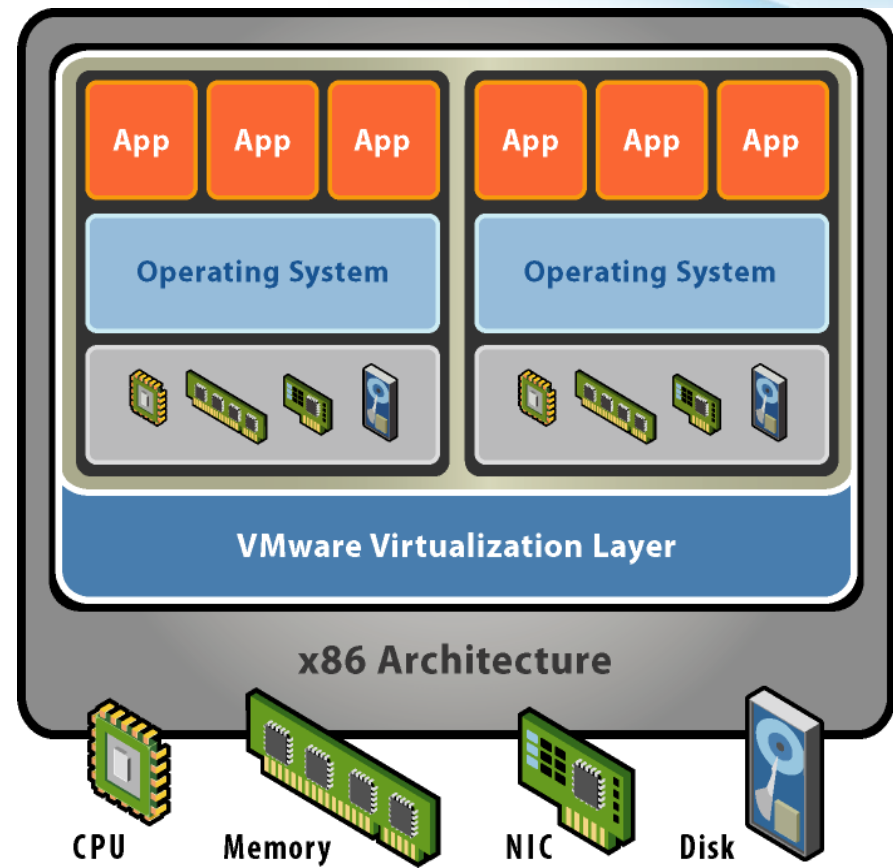 App App App App App App
Operating System Operating System
VMware Virtualization Layer
x86 Architecture
CPU Memory NIC Disk